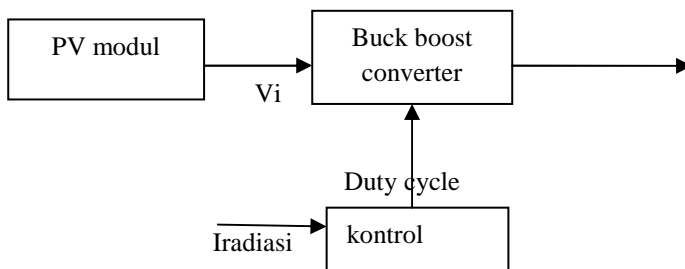 PV modul
Buck boost
converter
Vi
Duty cycle
Iradiasi
kontrol